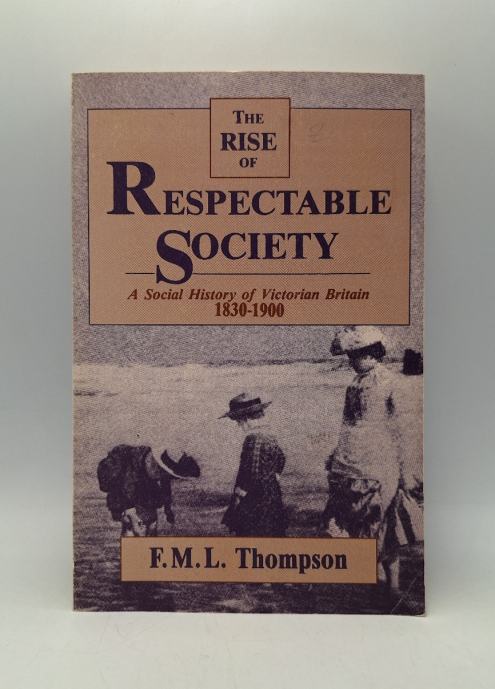 THE
RISE
OF
RESPECTABLE
SOCIETY
A Social History of Victorian Britain
1830-1900
F.M.L. Thompson